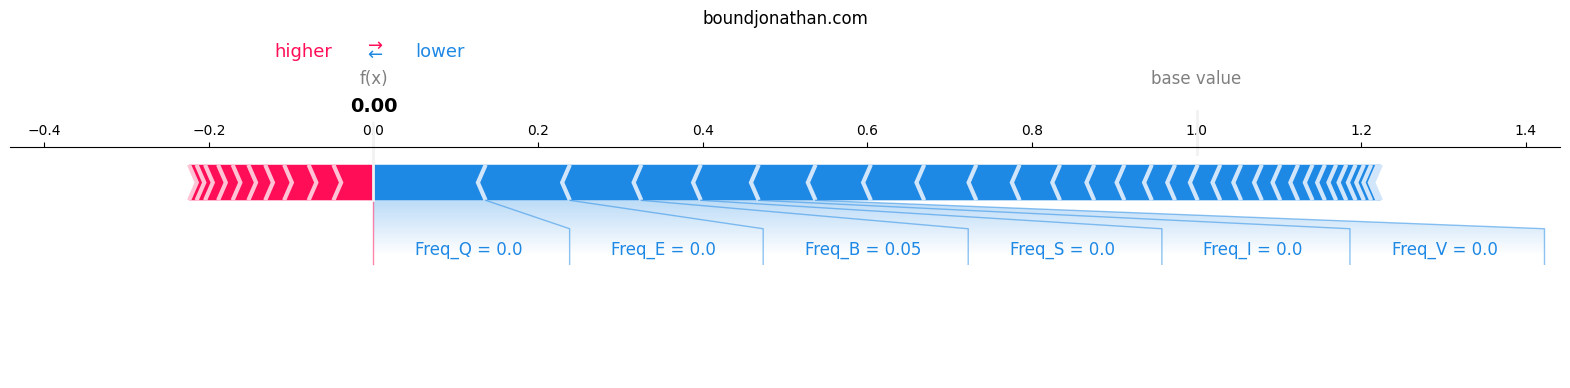 boundjonathan.com
higher ⇄ lower
f(x) base value
0.00
−0.4 −0.2 0.0 0.2 0.4 0.6 0.8 1.0 1.2 1.4
Freq_Q = 0.0 Freq_E = 0.0 Freq_B = 0.05 Freq_S = 0.0 Freq_I = 0.0 Freq_V = 0.0